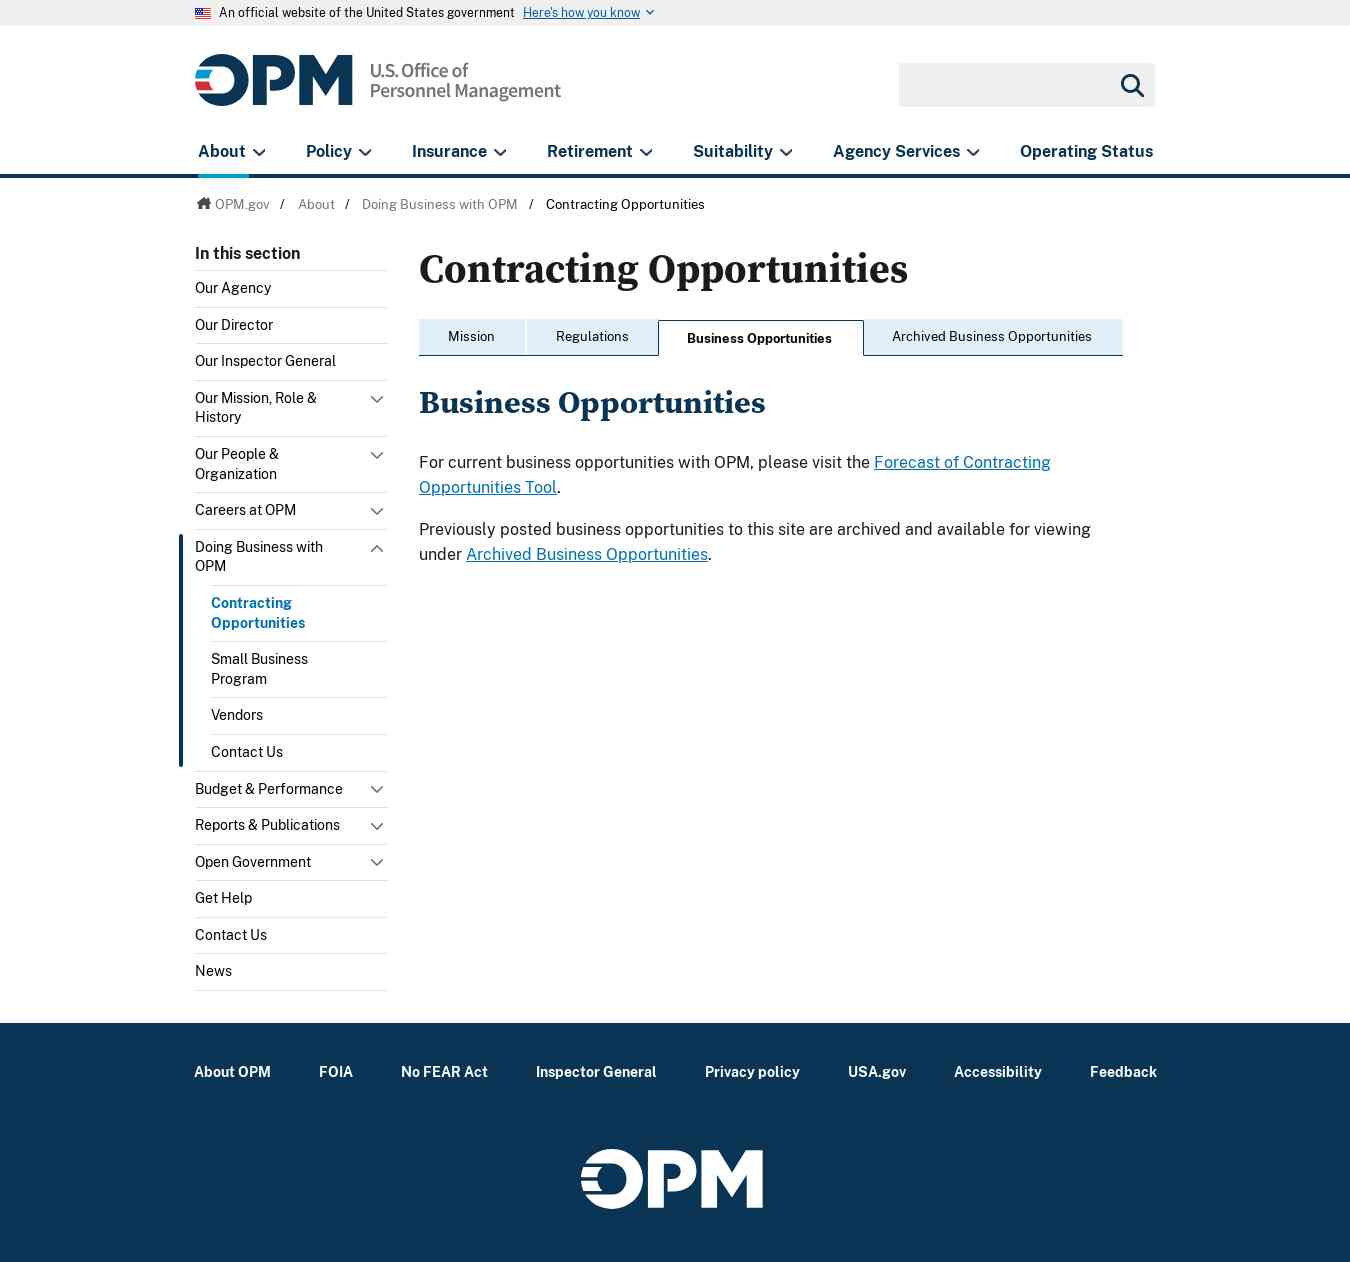 An official website of the United States government Here's how you know
OPM
U.S. Office of
Personnel Management
About Policy Insurance Retirement Suitability Agency Services Operating Status
OPM.gov / About / Doing Business with OPM / Contracting Opportunities
In this section
Our Agency
Our Director
Our Inspector General
Our Mission, Role &
History
Our People &
Organization
Careers at OPM
Doing Business with
OPM
Contracting
Opportunities
Small Business
Program
Vendors
Contact Us
Budget & Performance
Reports & Publications
Open Government
Get Help
Contact Us
News
Contracting Opportunities
Mission Regulations Business Opportunities Archived Business Opportunities
Business Opportunities
For current business opportunities with OPM, please visit the Forecast of Contracting
Opportunities Tool.
Previously posted business opportunities to this site are archived and available for viewing
under Archived Business Opportunities.
About OPM FOIA No FEAR Act Inspector General Privacy policy USA.gov Accessibility Feedback
OPM